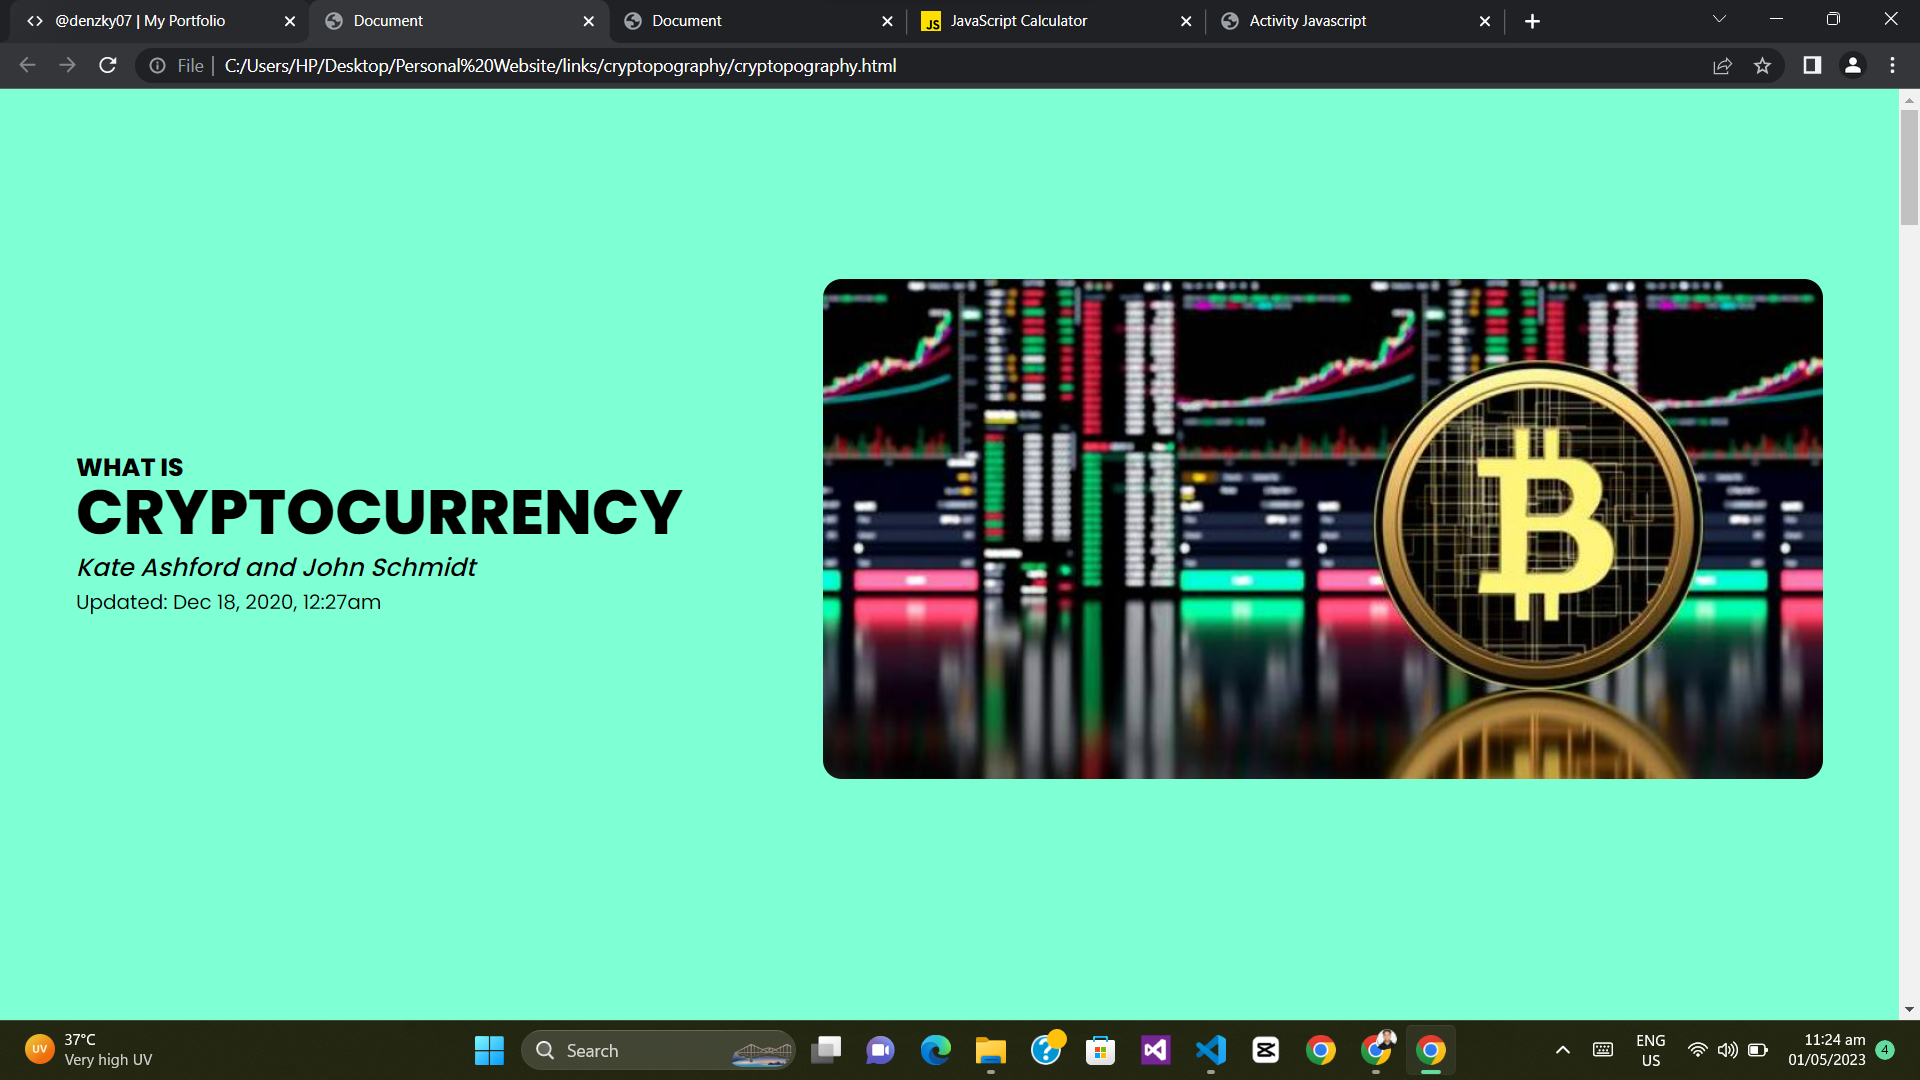 @denzky07 | My Portfolio
Document
Document
JS
JavaScript Calculator
Activity Javascript
File
C:/Users/HP/Desktop/Personal%20Website/links/cryptopography/cryptopography.html
WHAT IS
CRYPTOCURRENCY
Kate Ashford and John Schmidt
Updated: Dec 18, 2020, 12:27am
UV
37°C
Very high UV
Search
ENG
US
11:24 am
01/05/2023
4